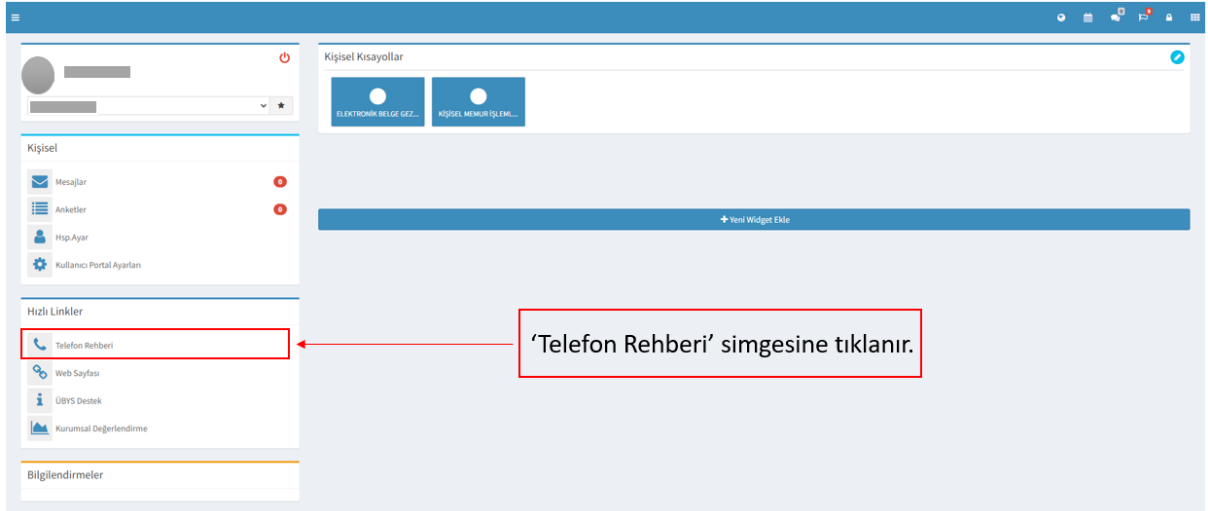 0
9
Kişisel Kısayollar
ELEKTRONİK BELGE GEZ...
KİŞİSEL MEMUR İŞLEML...
Kişisel
Mesajlar
0
Anketler
0
Hsp.Ayar
+ Yeni Widget Ekle
Kullanıcı Portal Ayarları
Hızlı Linkler
Telefon Rehberi
'Telefon Rehberi’ simgesine tıklanır.
Web Sayfası
ÜBYS Destek
Kurumsal Değerlendirme
Bilgilendirmeler